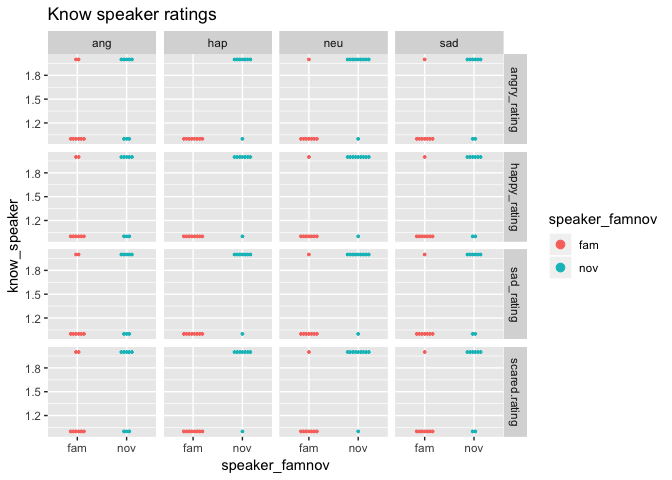 Know speaker ratings
ang hap neu sad
1.8
1.5
1.2
angry_rating
1.8
1.5
1.2
happy_rating
1.8
1.5
1.2
sad_rating
1.8
1.5
1.2
scared.rating
know_speaker
fam nov fam nov fam nov fam nov
speaker_famnov
speaker_famnov
fam
nov